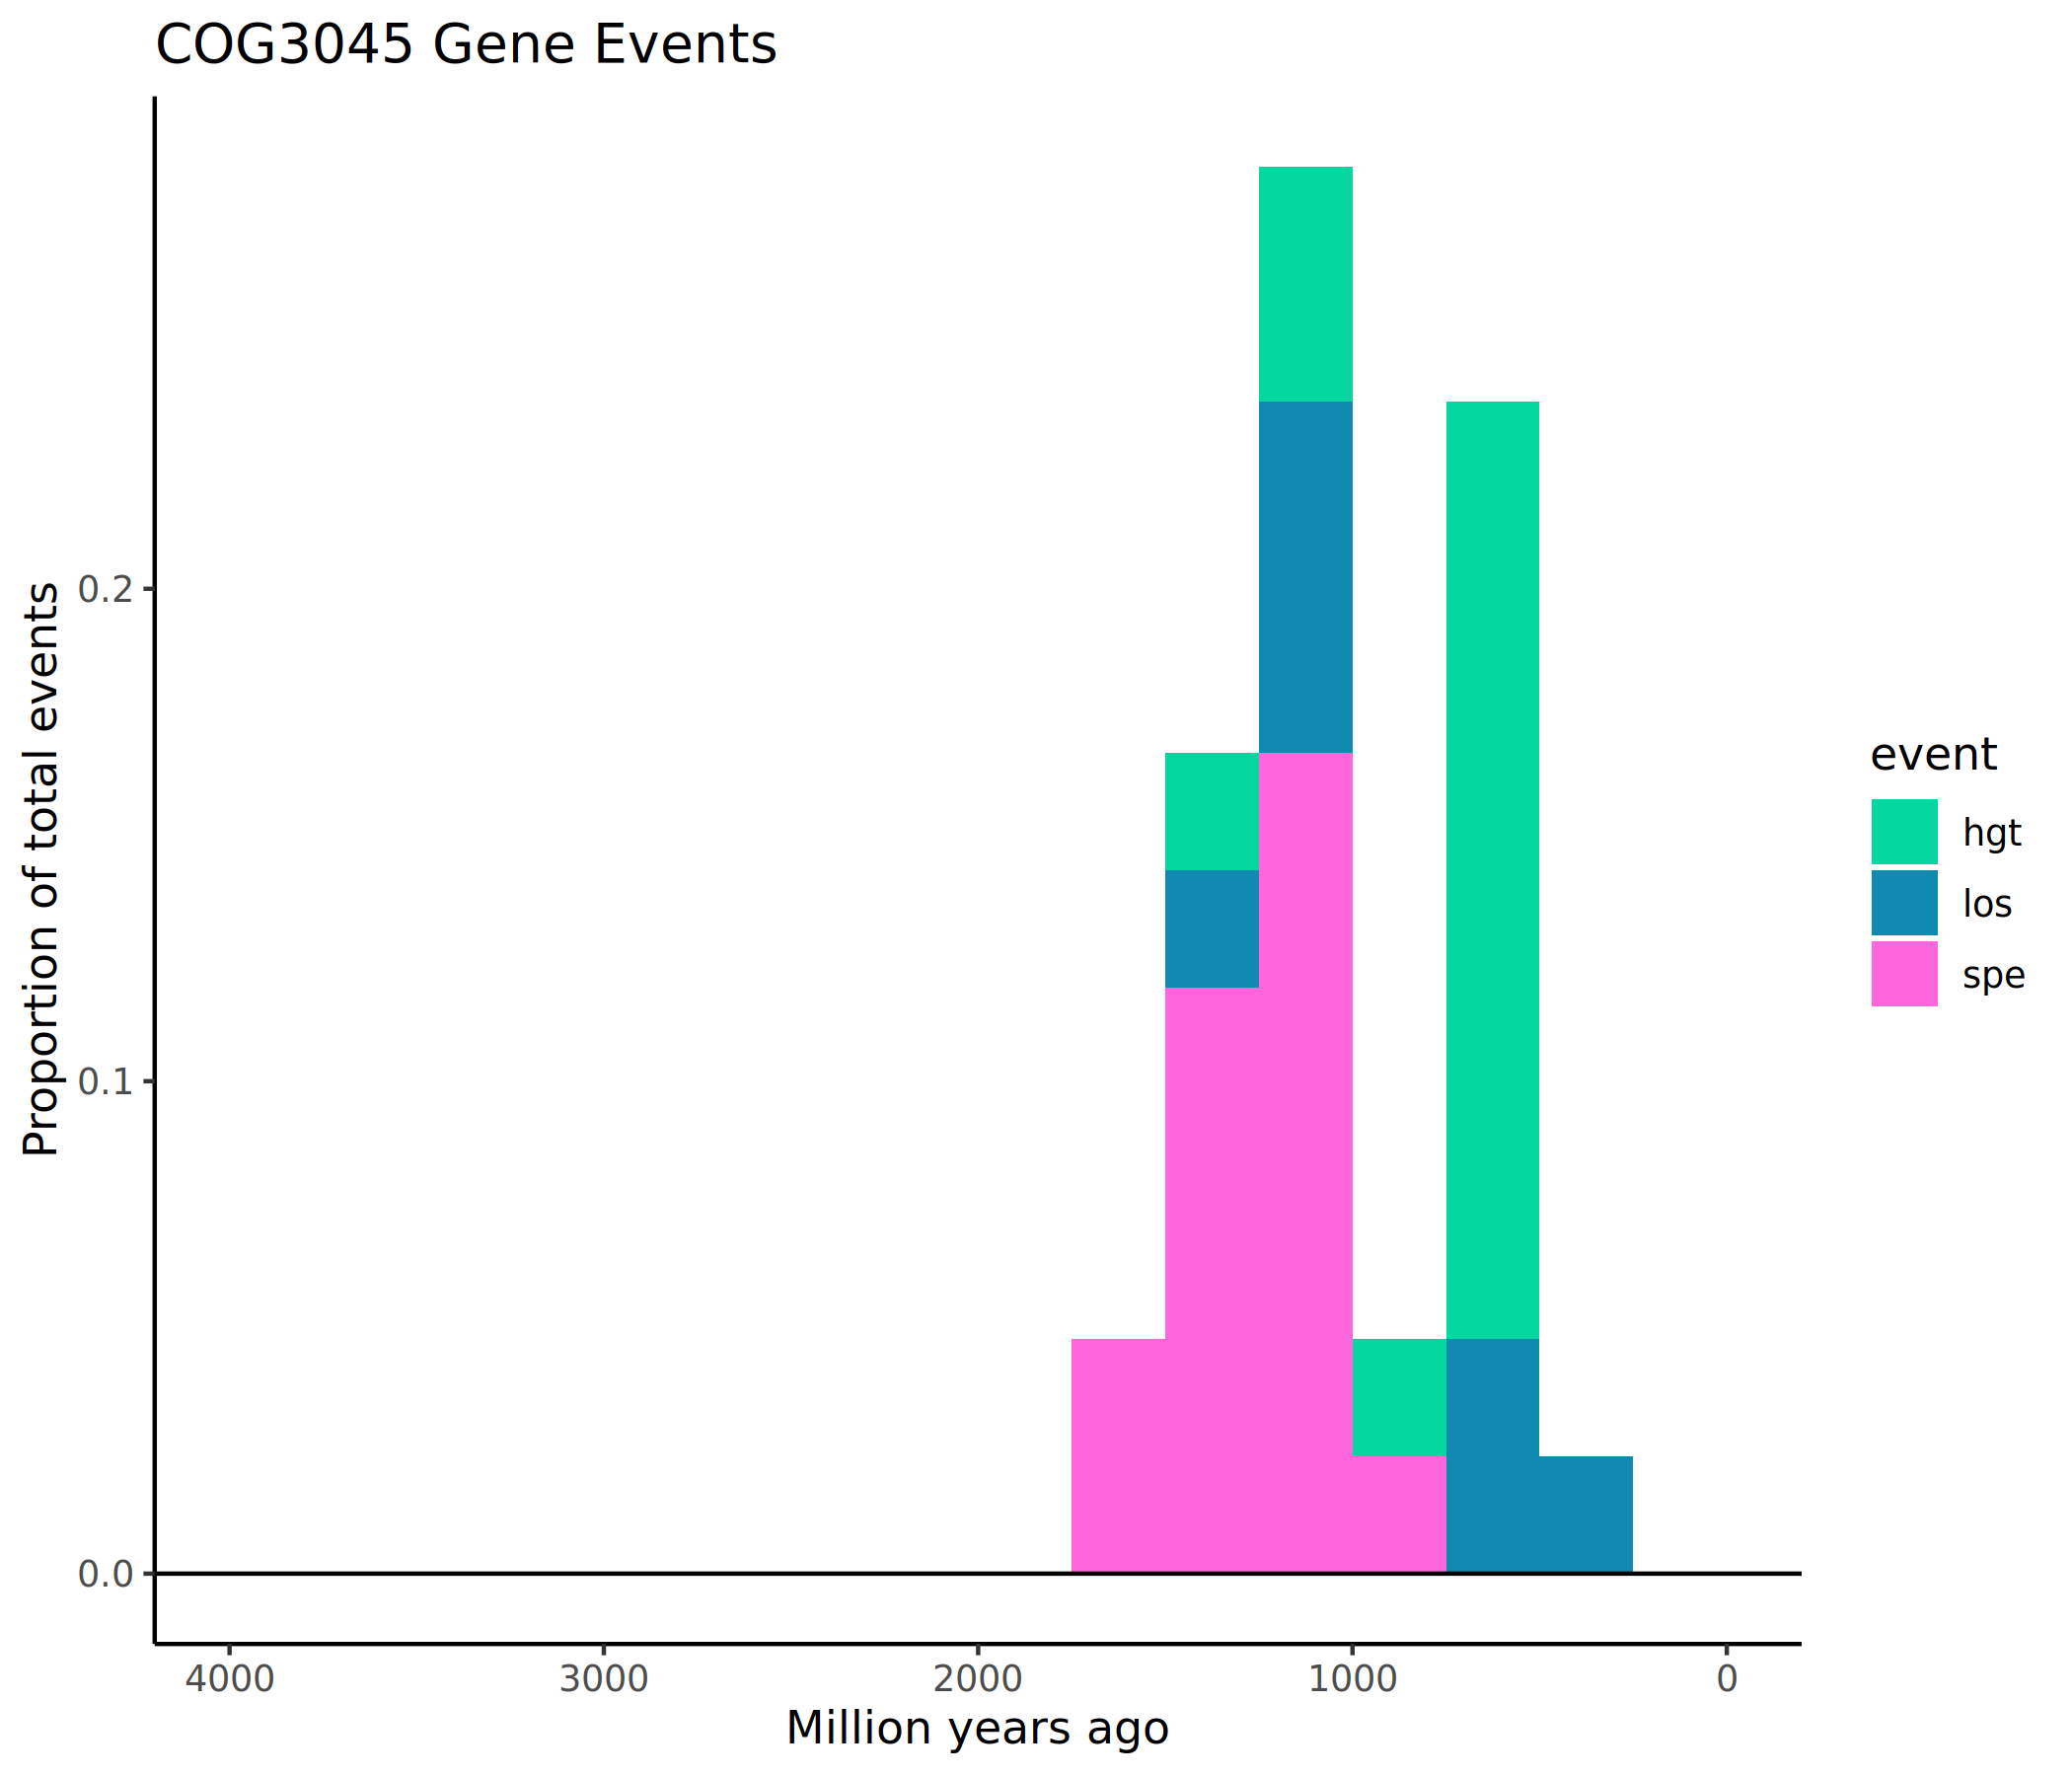 COG3045 Gene Events
Proportion of total events
0.2
0.1
0.0
4000 3000 2000 1000 0
Million years ago
event
hgt
los
spe